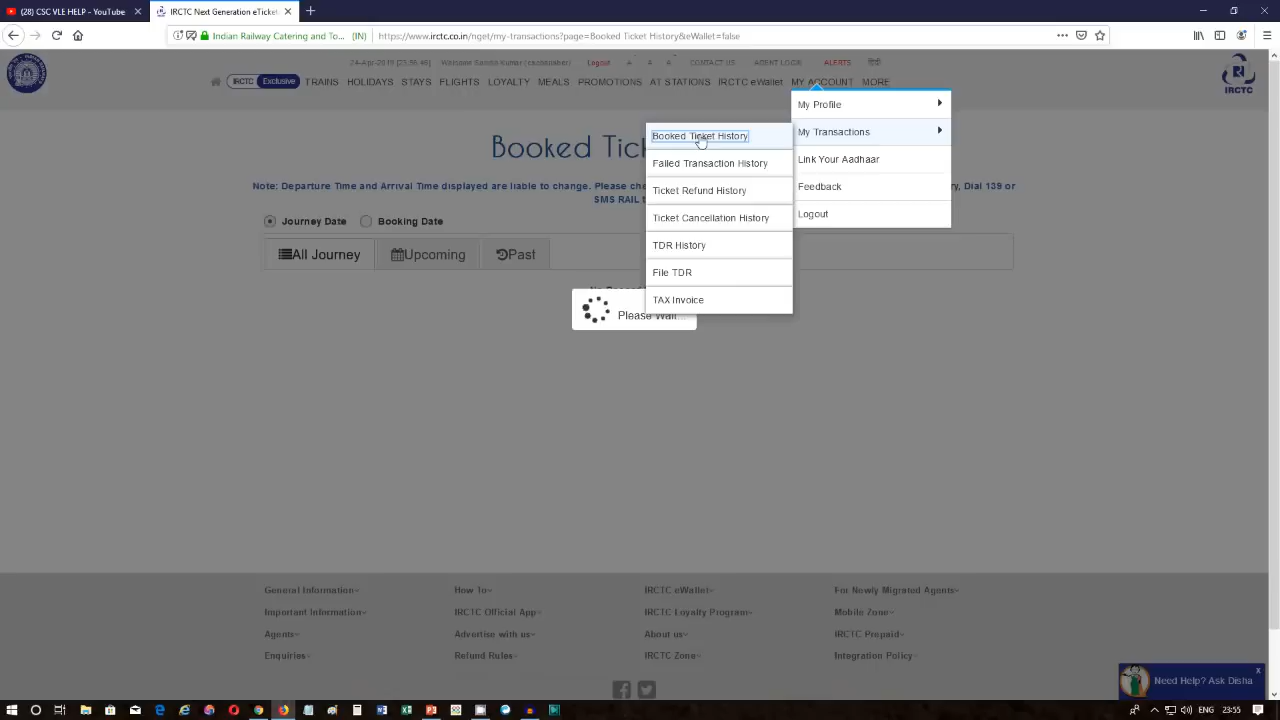 (28) CSC VLE HELP - YouTube
IRCTC Next Generation eTicket
Indian Railway Catering and To... (IN)
https://www.irctc.co.in/nget/my-transactions?page=Booked Ticket History&eWallet=false
Logout A A A CONTACT US AGENT LOGIN ALERTS हिंदी
IRCTC Exclusive TRAINS HOLIDAYS STAYS FLIGHTS LOYALTY MEALS PROMOTIONS AT STATIONS IRCTC eWallet MY ACCOUNT MORE
IRCTC
My Profile
My Transactions
Link Your Aadhaar
Feedback
Logout
Booked Ticket History
Failed Transaction History
Ticket Refund History
Ticket Cancellation History
TDR History
File TDR
TAX Invoice
Booked
Note: Departure Time and Arrival Time displayed are liable to change. Please
Dial 139 or
SMS RAIL
Journey Date Booking Date
All Journey Upcoming Past
Please Wait...
General Information How To IRCTC eWallet For Newly Migrated Agents
Important Information IRCTC Official App IRCTC Loyalty Program Mobile Zone
Agents Advertise with us About us IRCTC Prepaid
Enquiries Refund Rules IRCTC Zone Integration Policy
Need Help? Ask Disha
x
ENG 23:55